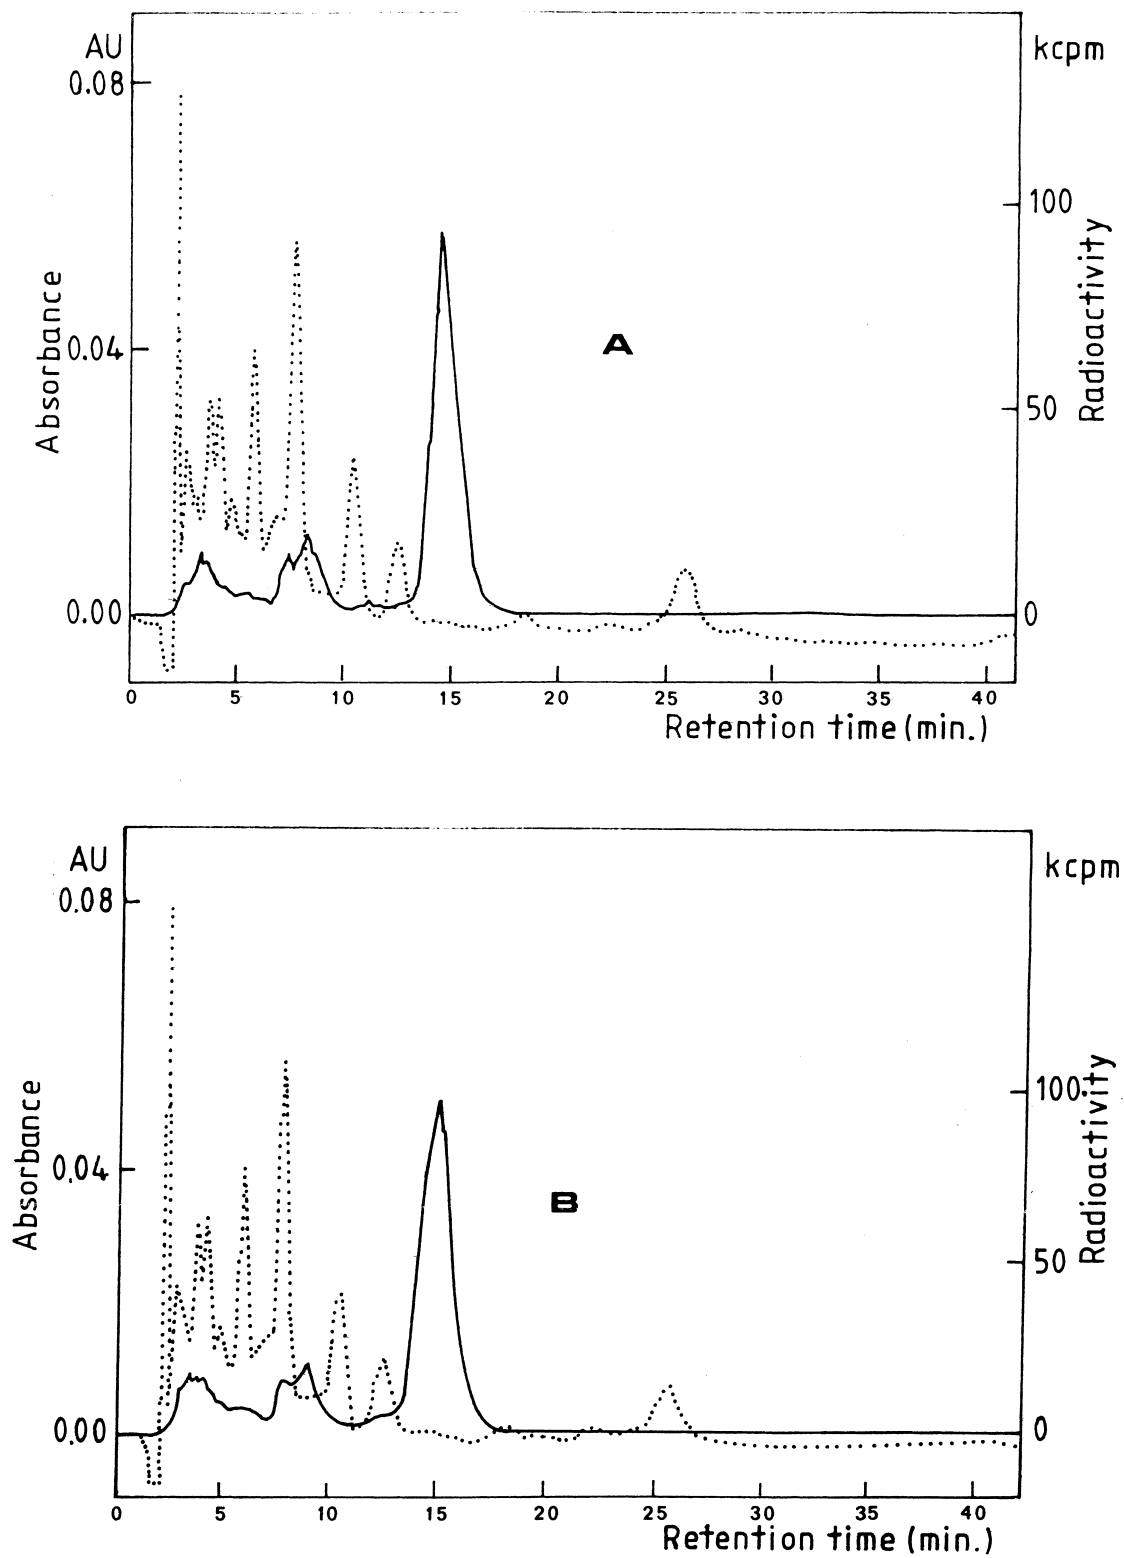 AU
kcpm
0.08
100
Absorbance
Radioactivity
0.04
A
50
0.00
0
0 5 10 15 20 25 30 35 40
Retention time (min.)
AU
kcpm
0.08
100
Absorbance
Radioactivity
0.04
B
50
0.00
0
0 5 10 15 20 25 30 35 40
Retention time (min.)